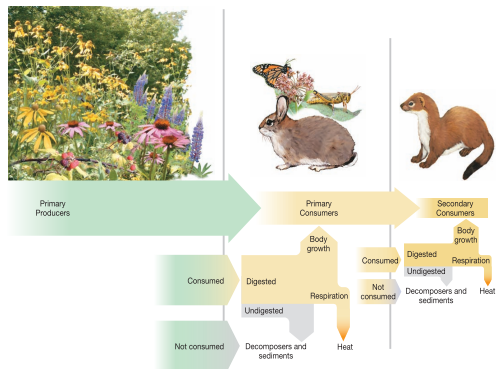 Primary
Producers
Primary
Consumers
Secondary
Consumers
Body
growth
Consumed
Digested
Respiration
Undigested
Not consumed
Decomposers and
sediments
Heat
Body
growth
Consumed
Digested
Respiration
Undigested
Not
consumed
Decomposers and
sediments
Heat